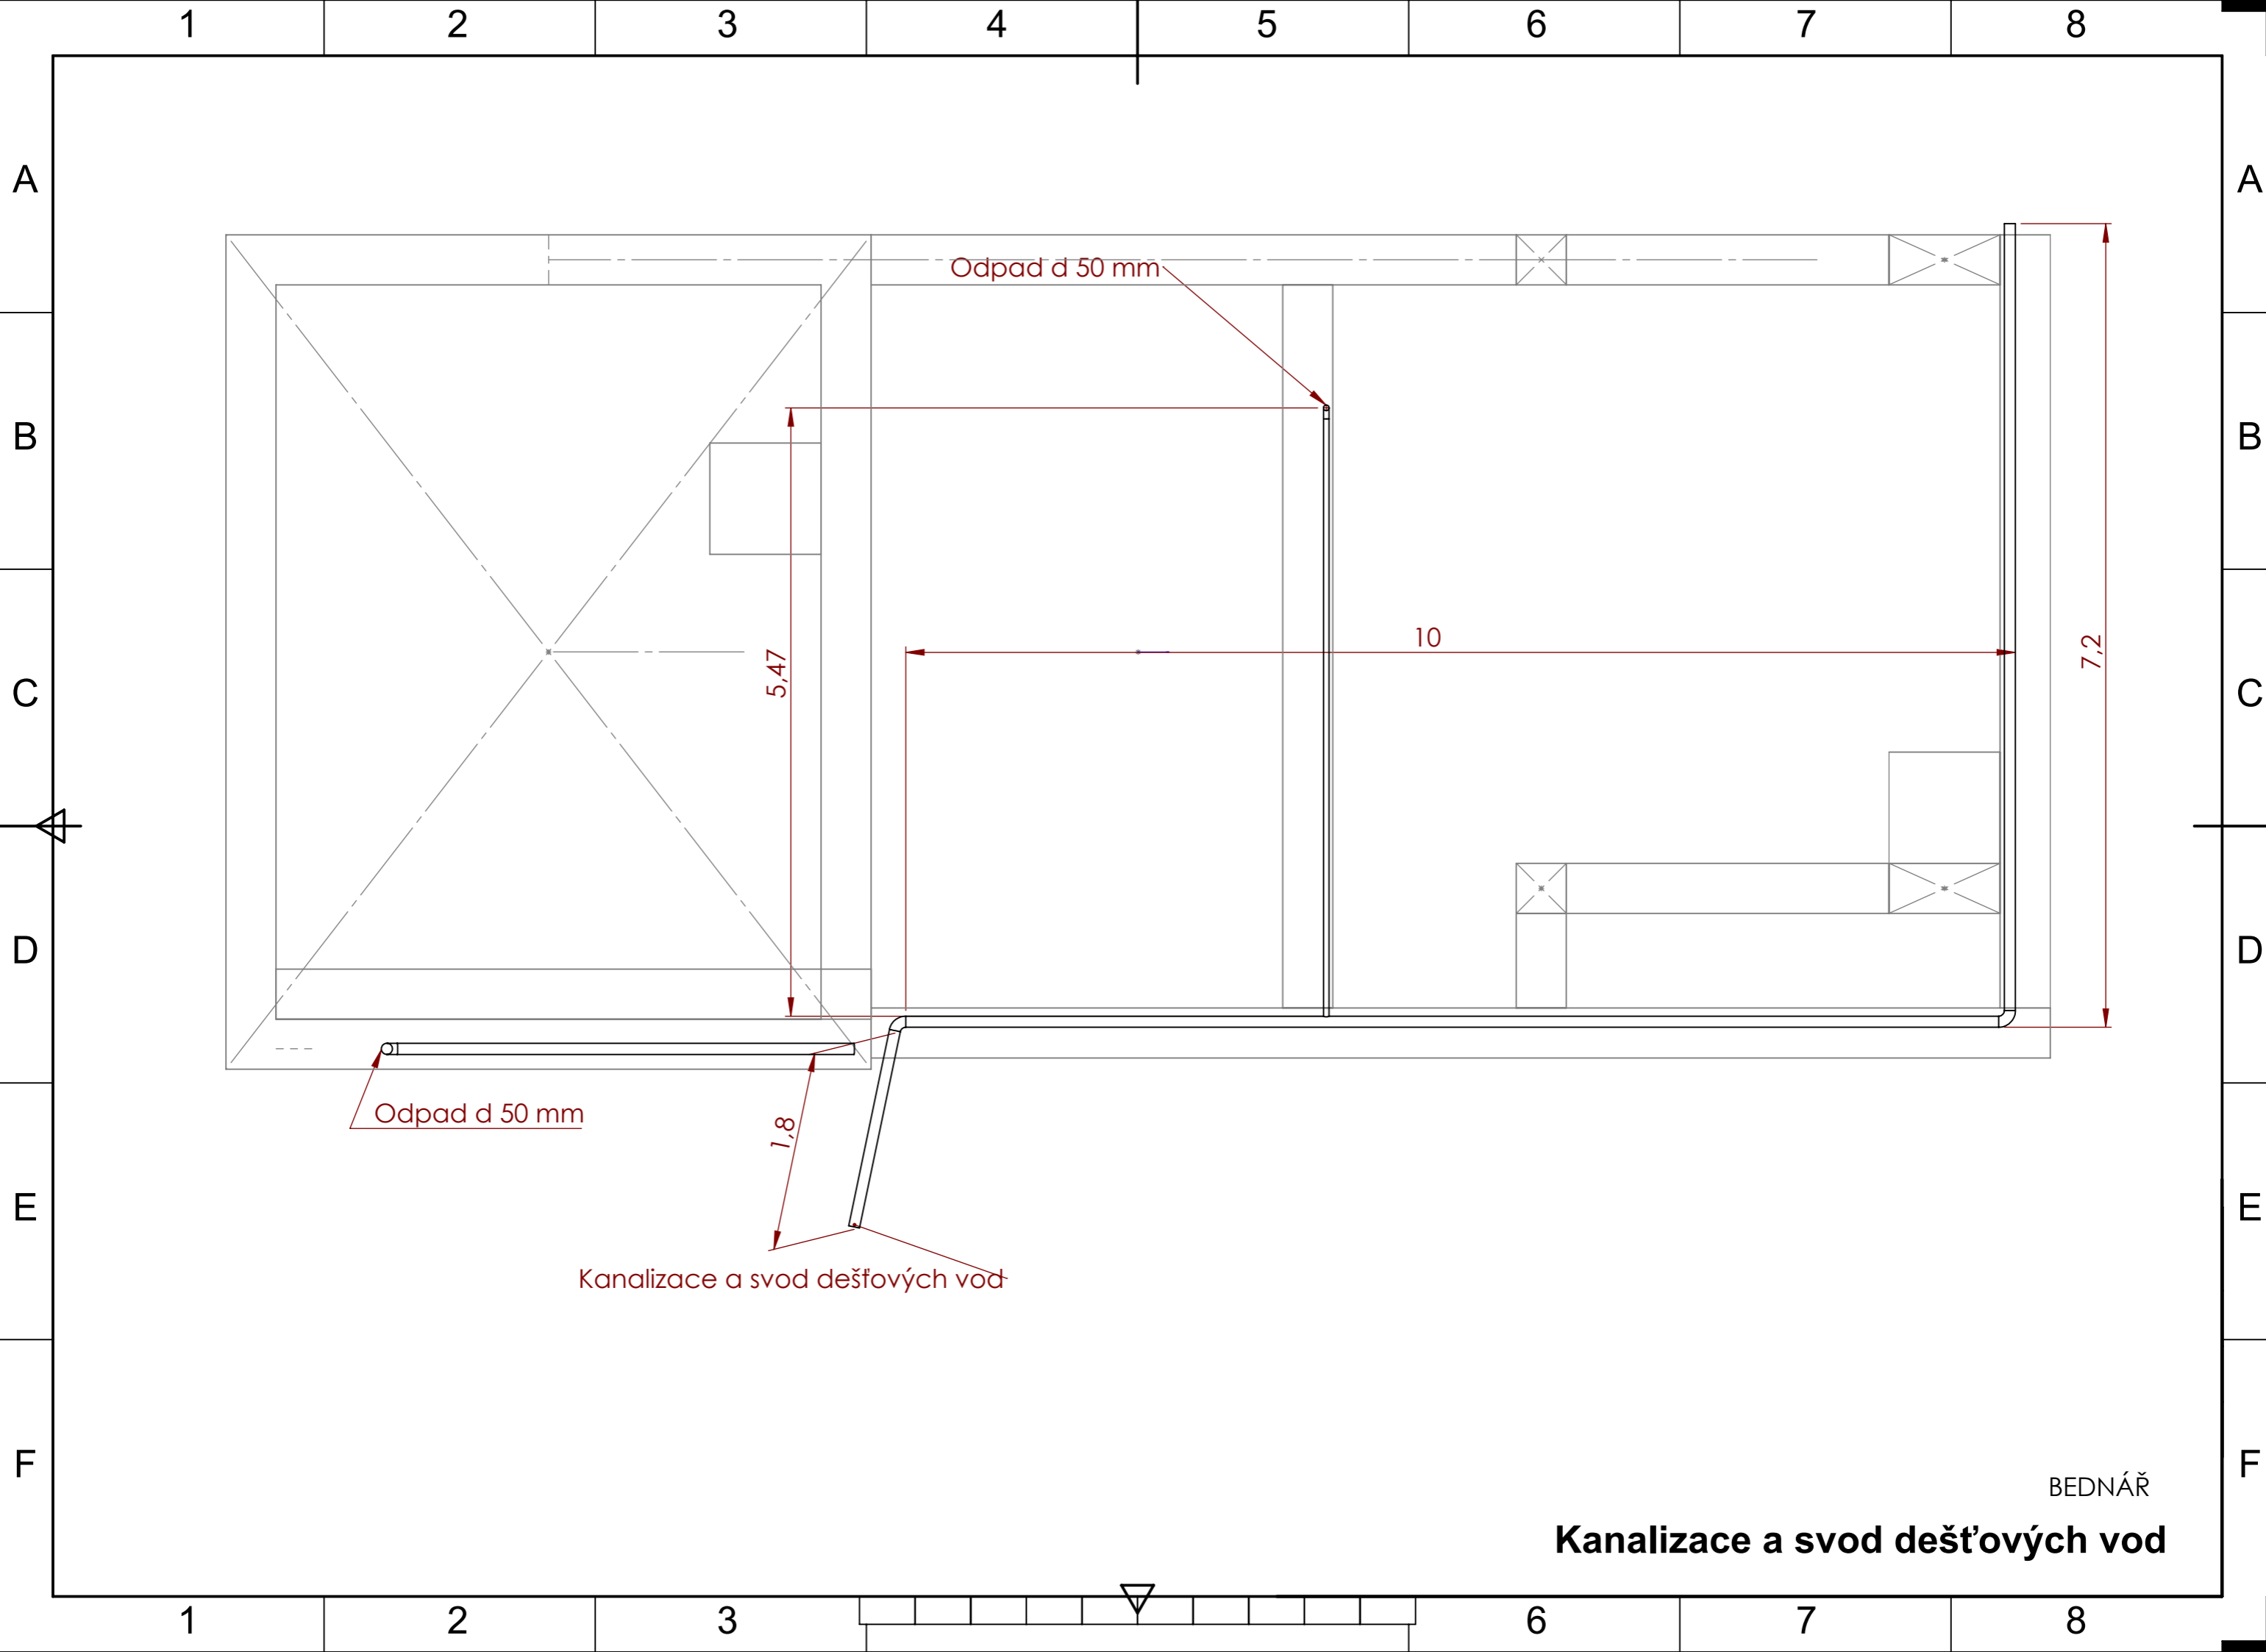 1 2 3 4 5 6 7 8
A A
Odpad d 50 mm
B B
10
5,47
7,2
C C
D D
Odpad d 50 mm
1,8
E E
Kanalizace a svod dešťových vod
F F
BEDNÁŘ
Kanalizace a svod dešťových vod
1 2 3 6 7 8